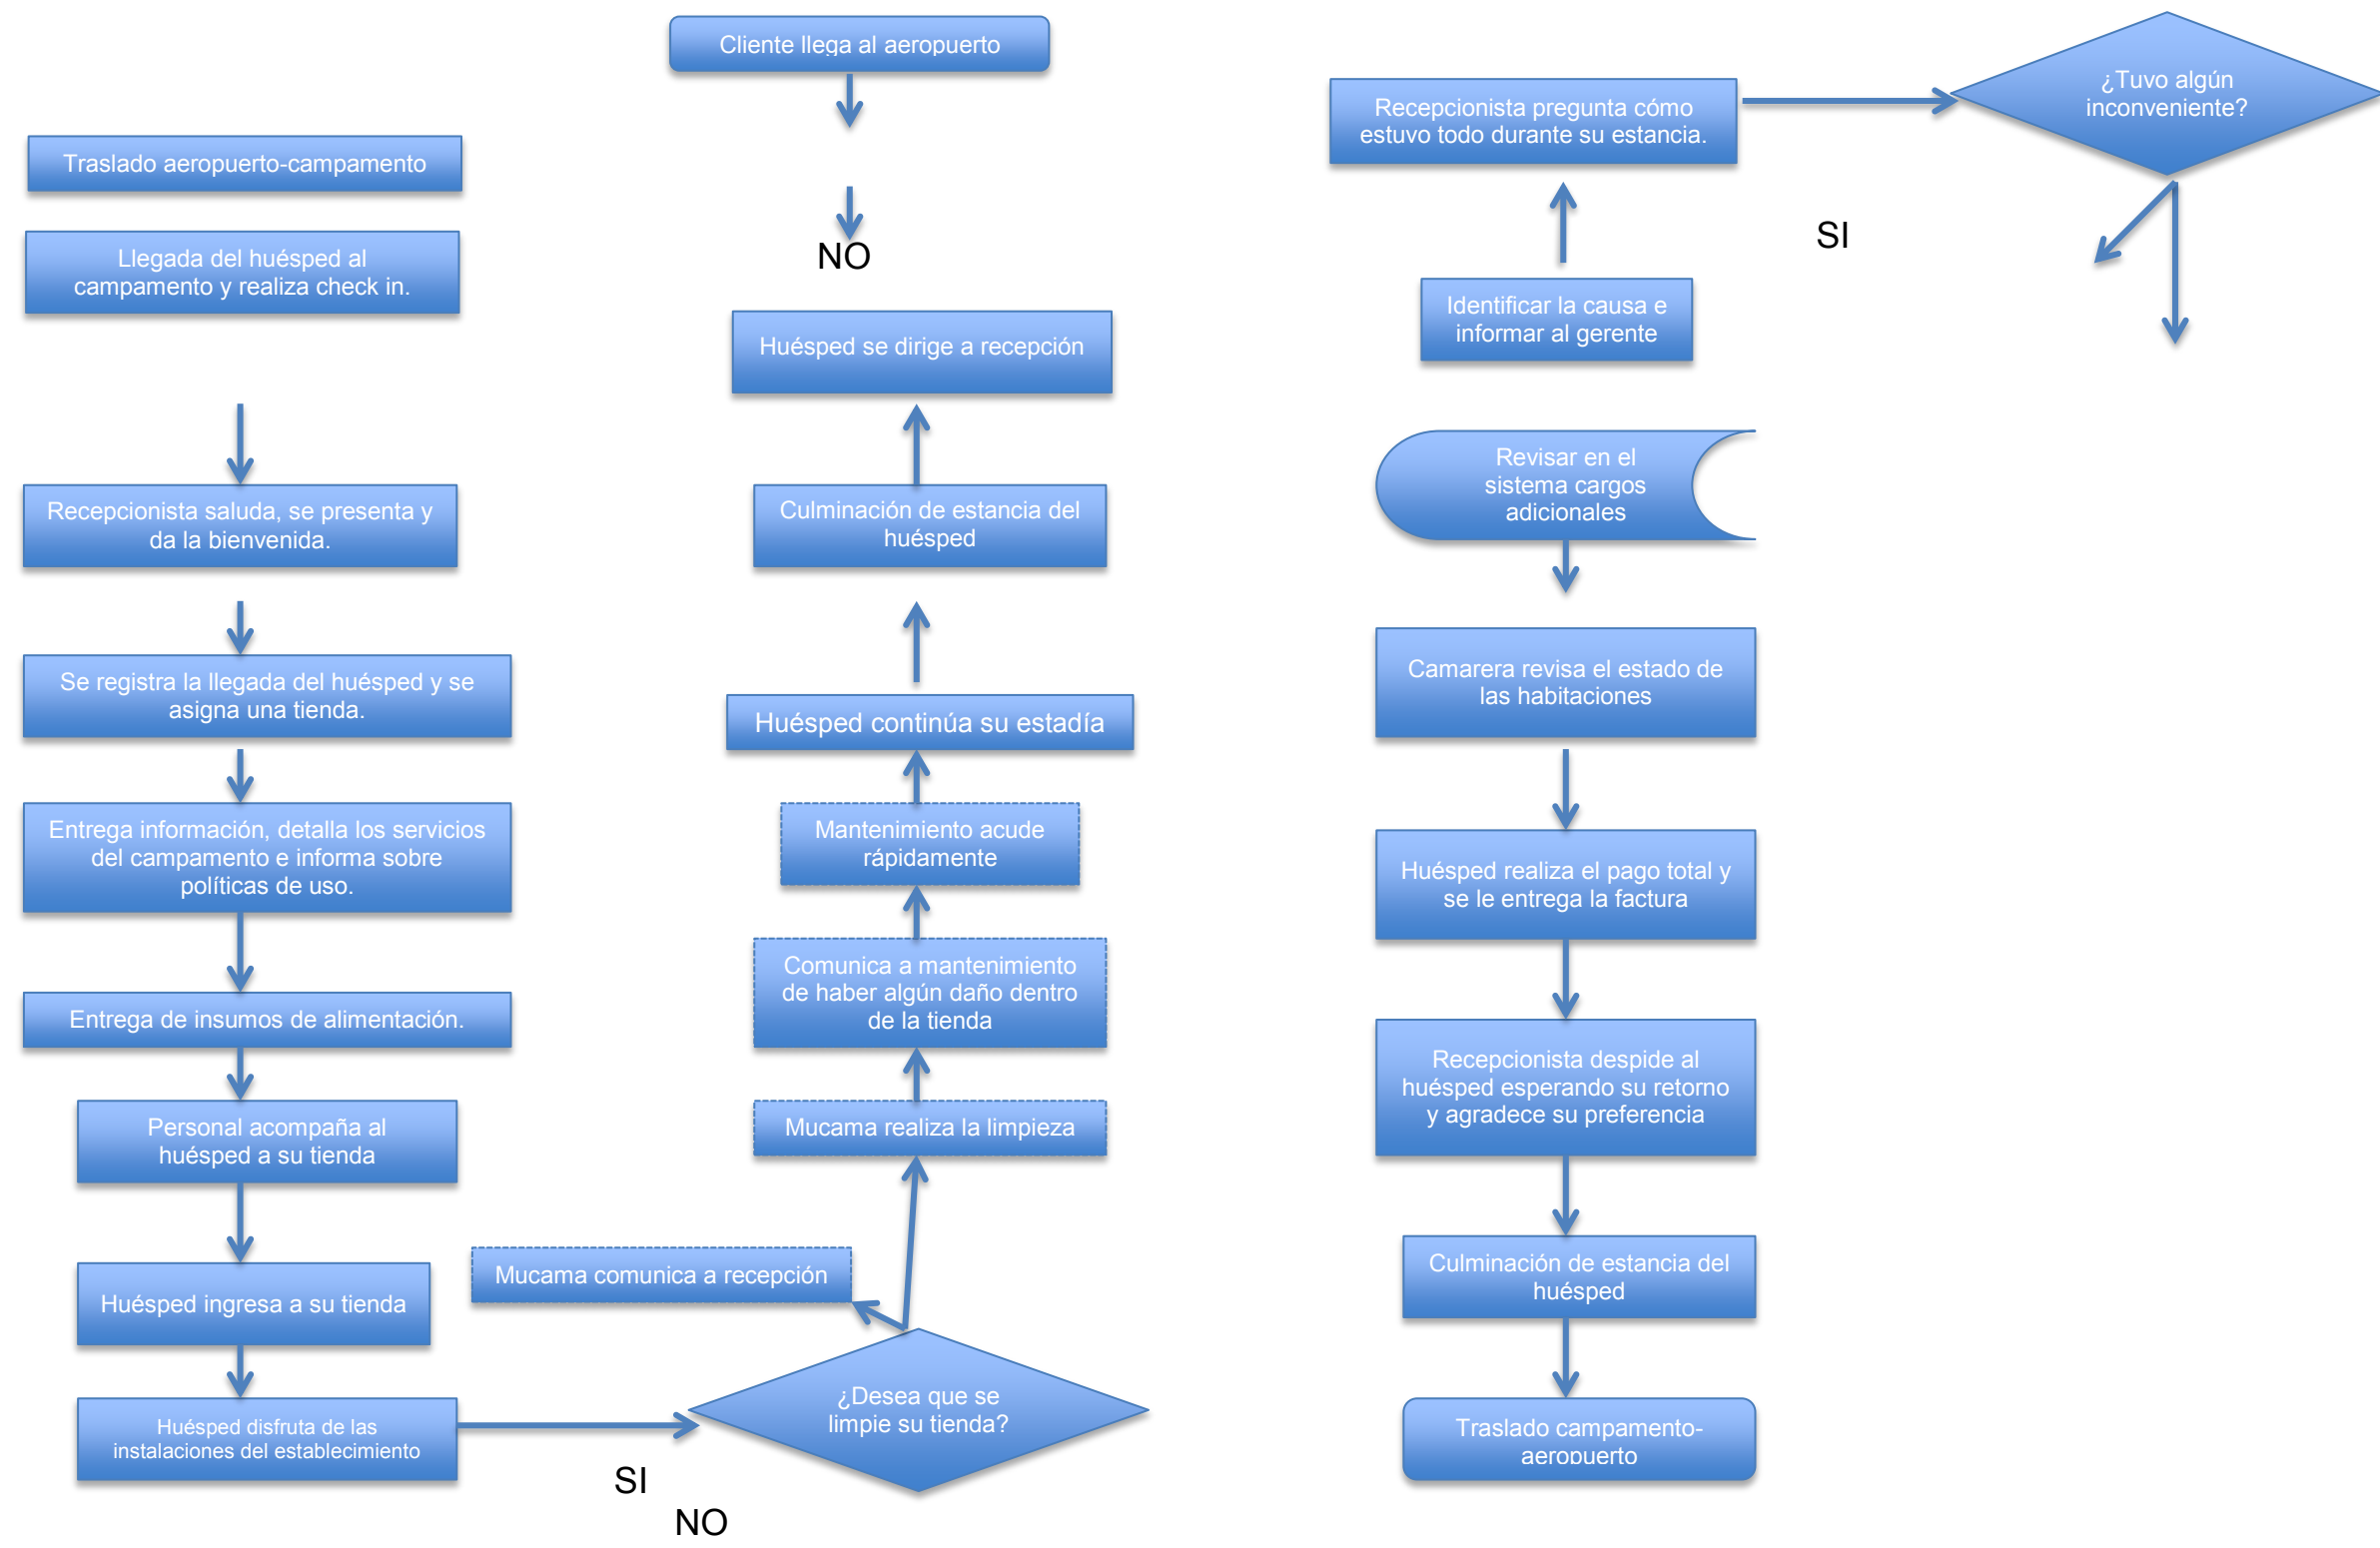 Cliente llega al aeropuerto
Traslado aeropuerto-campamento
Llegada del huésped al
campamento y realiza check in.
Recepcionista saluda, se presenta y
da la bienvenida.
Se registra la llegada del huésped y se
asigna una tienda.
Entrega información, detalla los servicios
del campamento e informa sobre
políticas de uso.
Entrega de insumos de alimentación.
Personal acompaña al
huésped a su tienda
Huésped ingresa a su tienda
Huésped disfruta de las
instalaciones del establecimiento
SI
NO
¿Desea que se
limpie su tienda?
Mucama comunica a recepción
Mucama realiza la limpieza
Comunica a mantenimiento
de haber algún daño dentro
de la tienda
Mantenimiento acude
rápidamente
Huésped continúa su estadía
Culminación de estancia del
huésped
Huésped se dirige a recepción
NO
Recepcionista pregunta cómo
estuvo todo durante su estancia.
¿Tuvo algún
inconveniente?
SI
Identificar la causa e
informar al gerente
Revisar en el
sistema cargos
adicionales
Camarera revisa el estado de
las habitaciones
Huésped realiza el pago total y
se le entrega la factura
Recepcionista despide al
huésped esperando su retorno
y agradece su preferencia
Culminación de estancia del
huésped
Traslado campamento-
aeropuerto